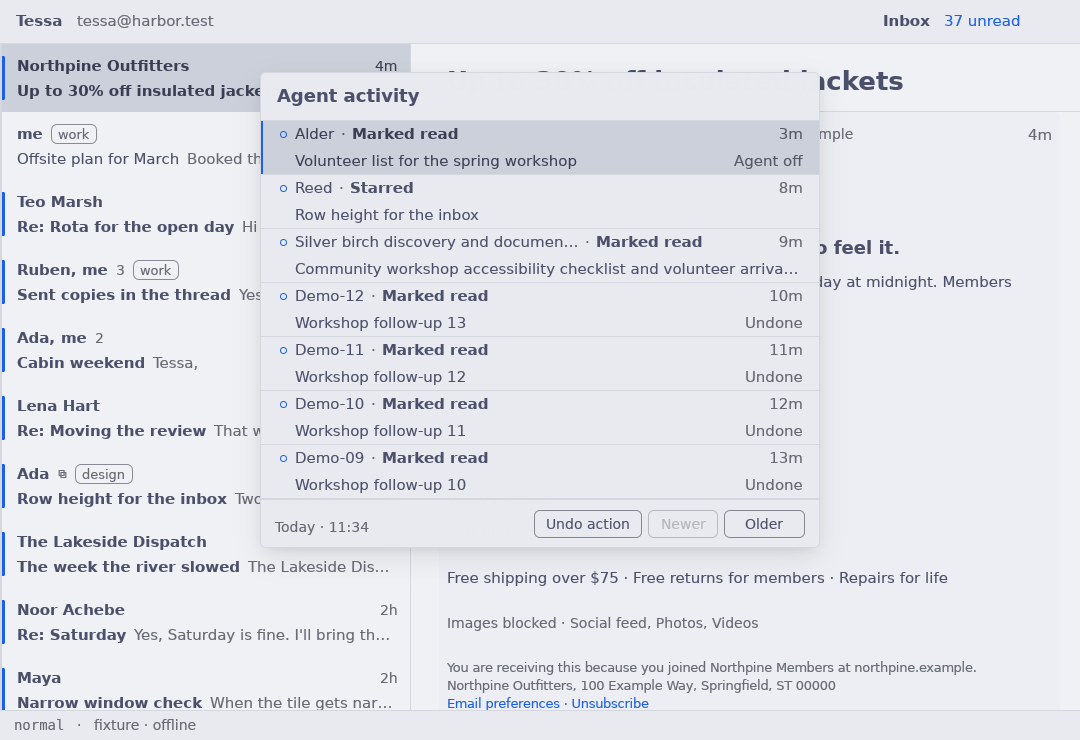 Tessa tessa@harbor.test Inbox 37 unread
Northpine Outfitters 4m
Up to 30% off insulated jacke
me work
Offsite plan for March Booked th
Teo Marsh
Re: Rota for the open day Hi
Ruben, me 3 work
Sent copies in the thread Yes
Ada, me 2
Cabin weekend Tessa,
Lena Hart
Re: Moving the review That w
Ada design
Row height for the inbox Two
The Lakeside Dispatch
The week the river slowed The Lakeside Dis…
Noor Achebe 2h
Re: Saturday Yes, Saturday is fine. I'll bring th…
Maya 2h
Narrow window check When the tile gets nar…
Agent activity
Alder · Marked read 3m
Volunteer list for the spring workshop Agent off
Reed · Starred 8m
Row height for the inbox
Silver birch discovery and documen… · Marked read 9m
Community workshop accessibility checklist and volunteer arriva…
Demo-12 · Marked read 10m
Workshop follow-up 13 Undone
Demo-11 · Marked read 11m
Workshop follow-up 12 Undone
Demo-10 · Marked read 12m
Workshop follow-up 11 Undone
Demo-09 · Marked read 13m
Workshop follow-up 10 Undone
Today · 11:34 Undo action Newer Older
ackets
mple 4m
o feel it.
day at midnight. Members
Free shipping over $75 · Free returns for members · Repairs for life
Images blocked · Social feed, Photos, Videos
You are receiving this because you joined Northpine Members at northpine.example.
Northpine Outfitters, 100 Example Way, Springfield, ST 00000
Email preferences · Unsubscribe
normal · fixture · offline